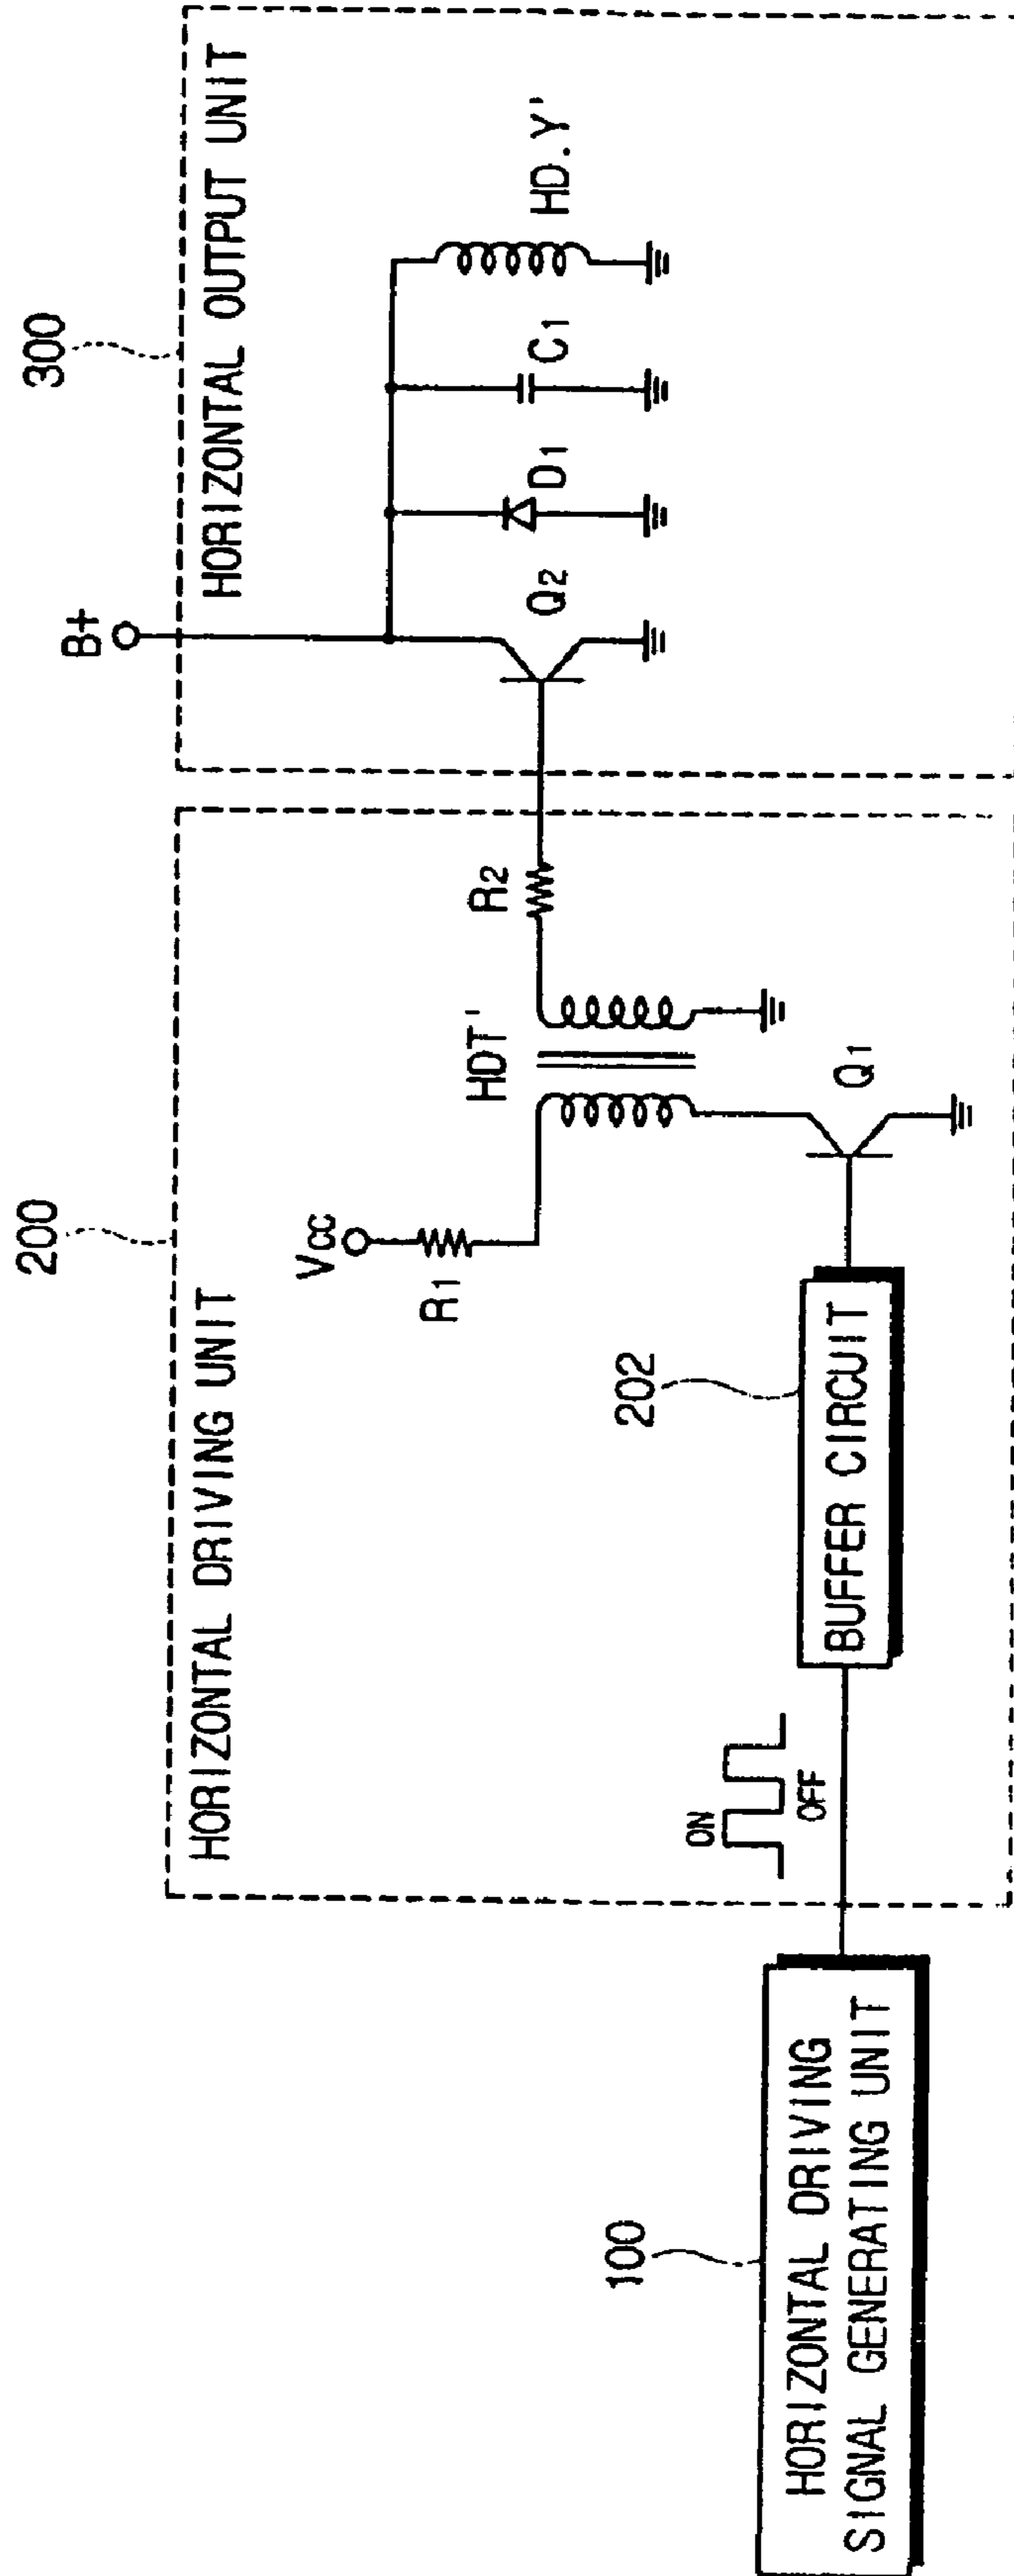 100
HORIZONTAL DRIVING
SIGNAL GENERATING UNIT
200
HORIZONTAL DRIVING UNIT
ON
OFF
202
BUFFER CIRCUIT
VCC
R1
HDT'
Q1
R2
300
HORIZONTAL OUTPUT UNIT
B+
Q2
D1
C1
HD.Y'